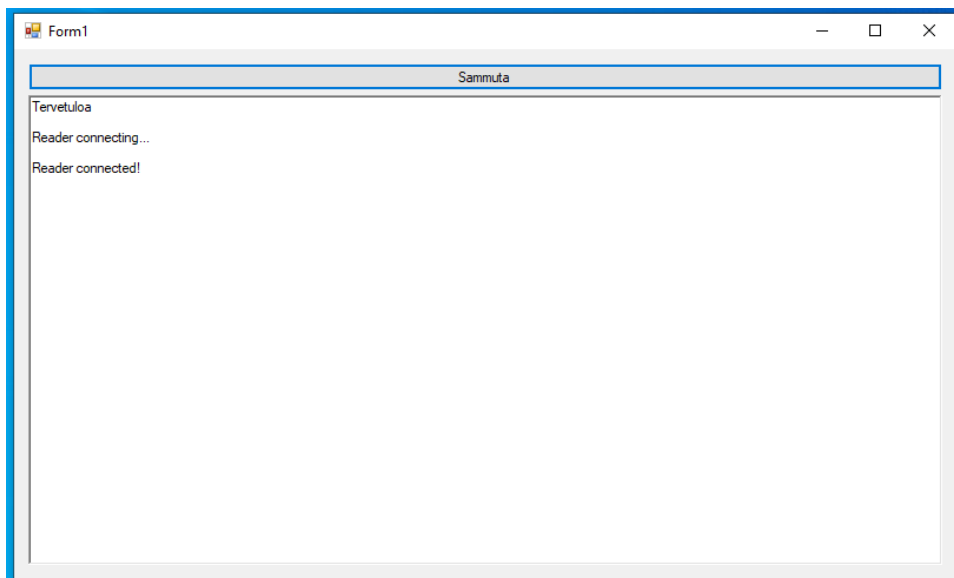 Form1
Sammuta
Tervetuloa
Reader connecting...
Reader connected!